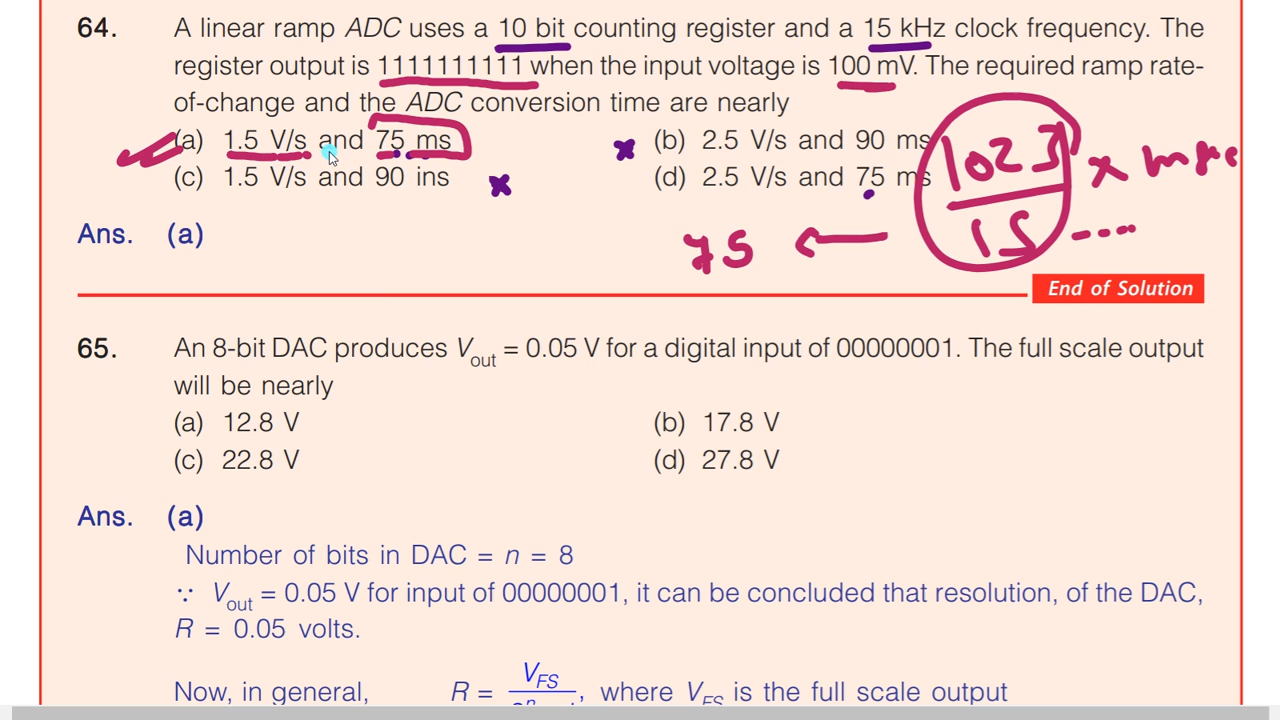 64. A linear ramp ADC uses a 10 bit counting register and a 15 kHz clock frequency. The
register output is 1111111111 when the input voltage is 100 mV. The required ramp rate-
of-change and the ADC conversion time are nearly
(a) 1.5 V/s and 75 ms (b) 2.5 V/s and 90 ms
(c) 1.5 V/s and 90 ins (d) 2.5 V/s and 75 ms
1023
15
75
Ans. (a)
End of Solution
65. An 8-bit DAC produces Vout = 0.05 V for a digital input of 00000001. The full scale output
will be nearly
(a) 12.8 V (b) 17.8 V
(c) 22.8 V (d) 27.8 V
Ans. (a)
Number of bits in DAC = n = 8
∵ Vout = 0.05 V for input of 00000001, it can be concluded that resolution, of the DAC,
R = 0.05 volts.
Now, in general, R = VFS , where VFS is the full scale output